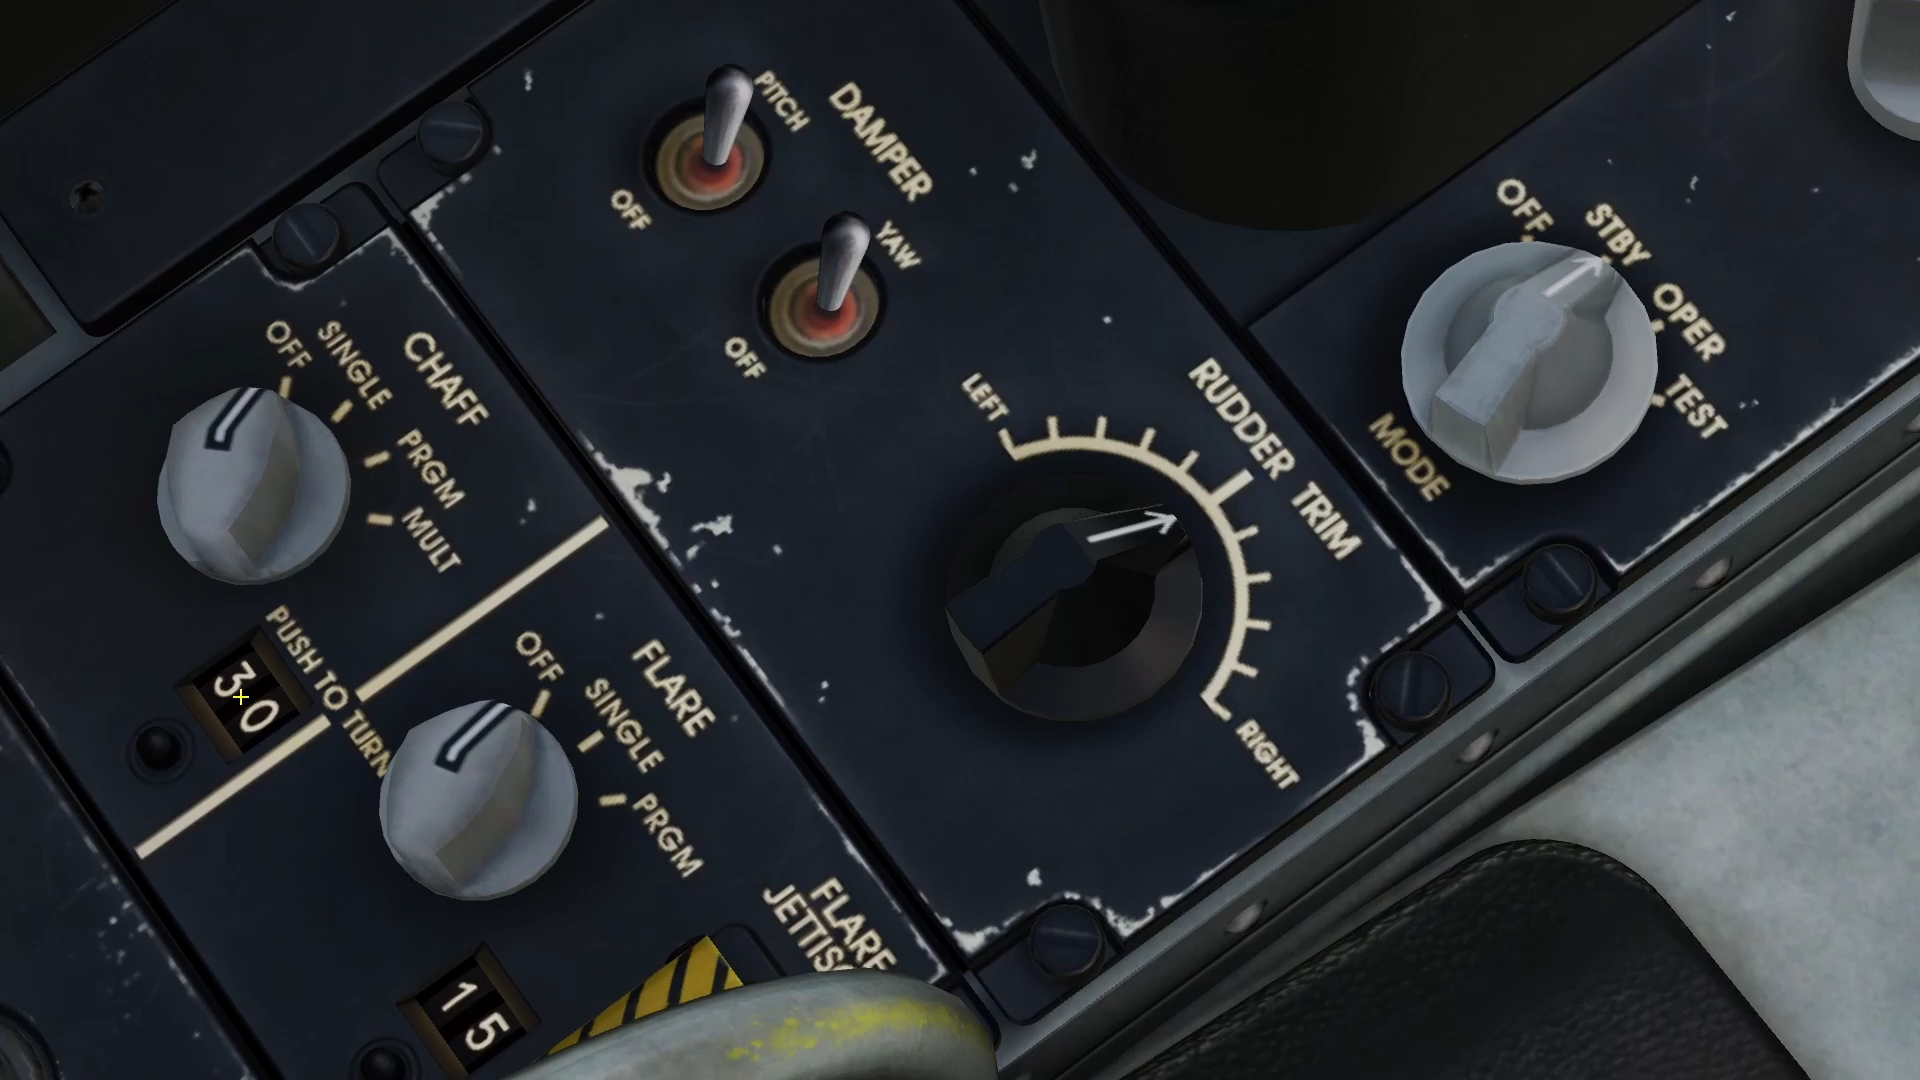 PITCH
DAMPER
OFF
YAW
OFF
OFF
STBY
OPER
TEST
MODE
OFF
SINGLE
PRGM
MULT
CHAFF
LEFT
RUDDER TRIM
RIGHT
PUSH TO TURN
30
OFF
SINGLE
PRGM
FLARE
FLARE
JETTISO
15